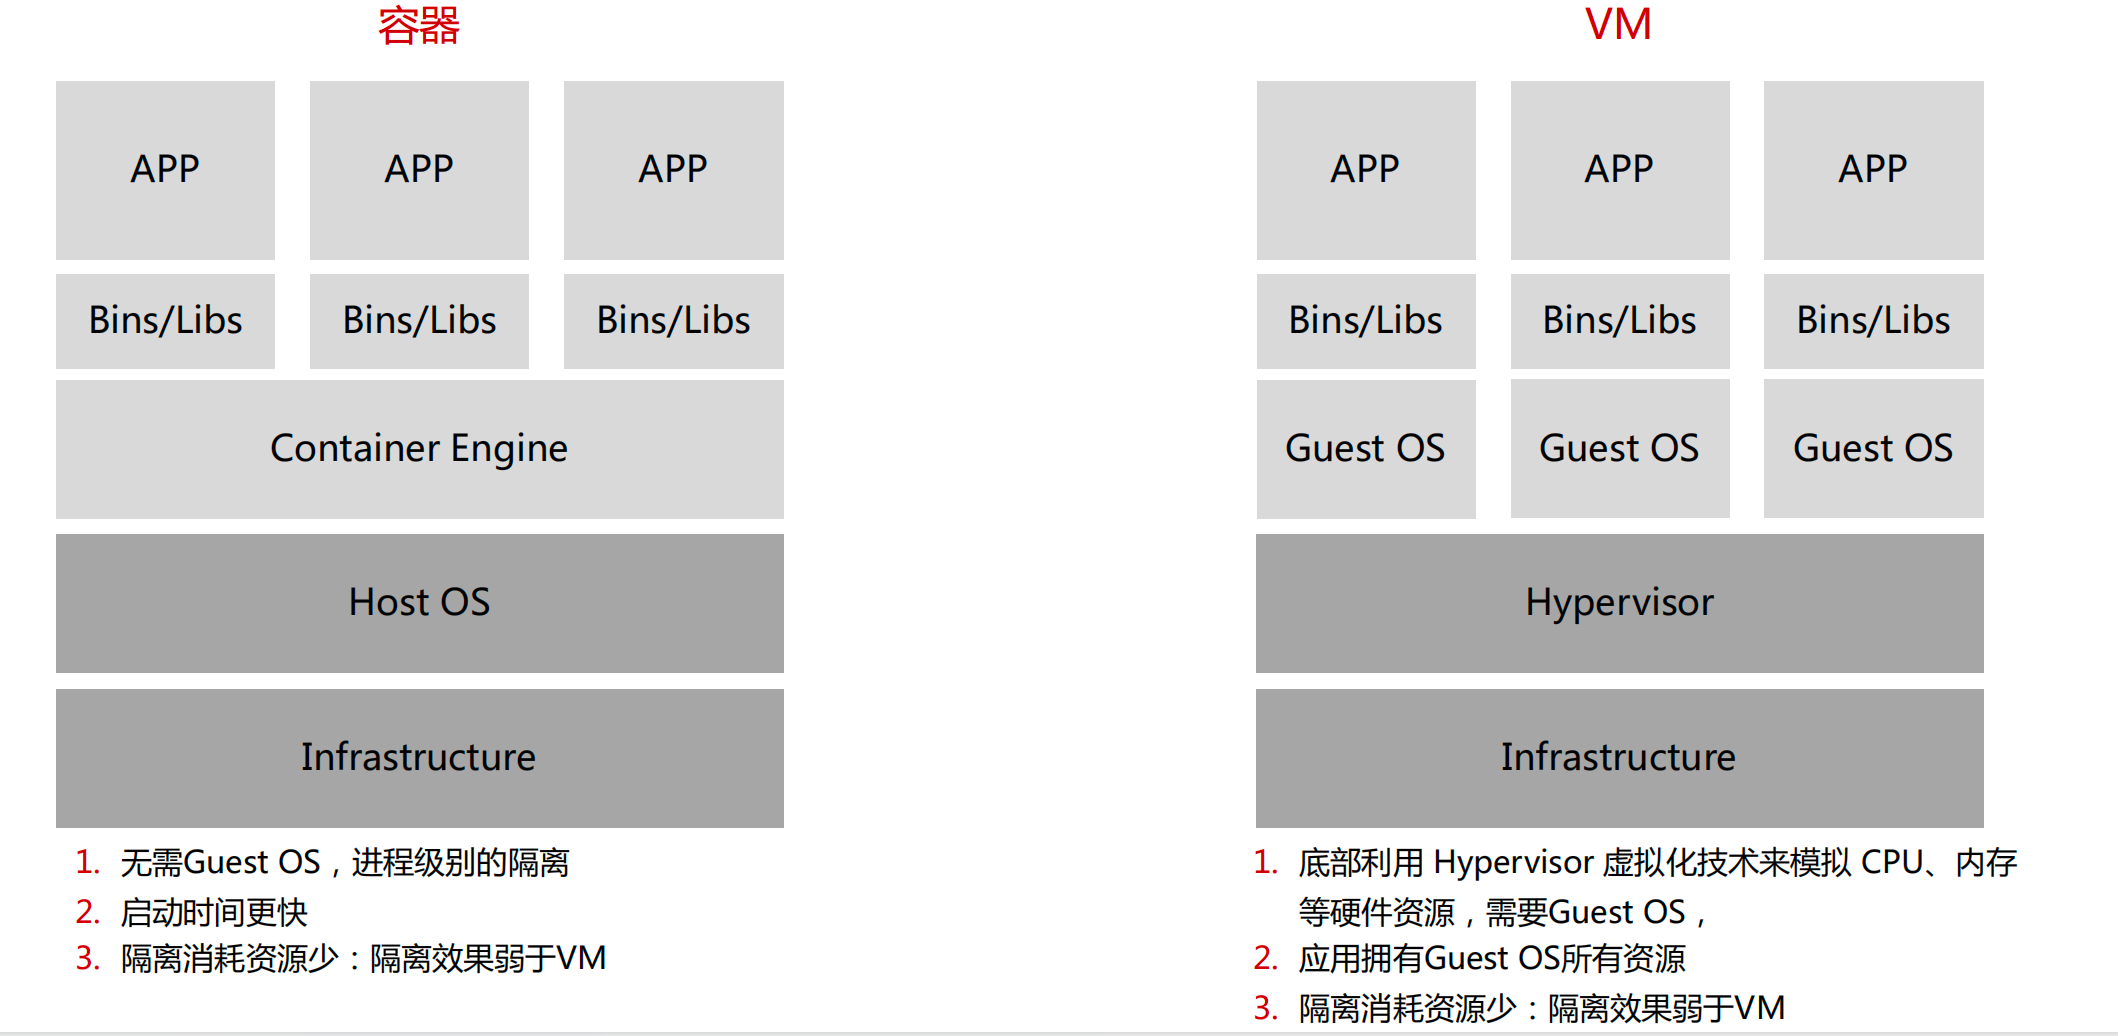 容器
APP APP APP
Bins/Libs Bins/Libs Bins/Libs
Container Engine
Host OS
Infrastructure
1. 无需Guest OS，进程级别的隔离
2. 启动时间更快
3. 隔离消耗资源少：隔离效果弱于VM
VM
APP APP APP
Bins/Libs Bins/Libs Bins/Libs
Guest OS Guest OS Guest OS
Hypervisor
Infrastructure
1. 底部利用 Hypervisor 虚拟化技术来模拟 CPU、内存
等硬件资源，需要Guest OS，
2. 应用拥有Guest OS所有资源
3. 隔离消耗资源少：隔离效果弱于VM